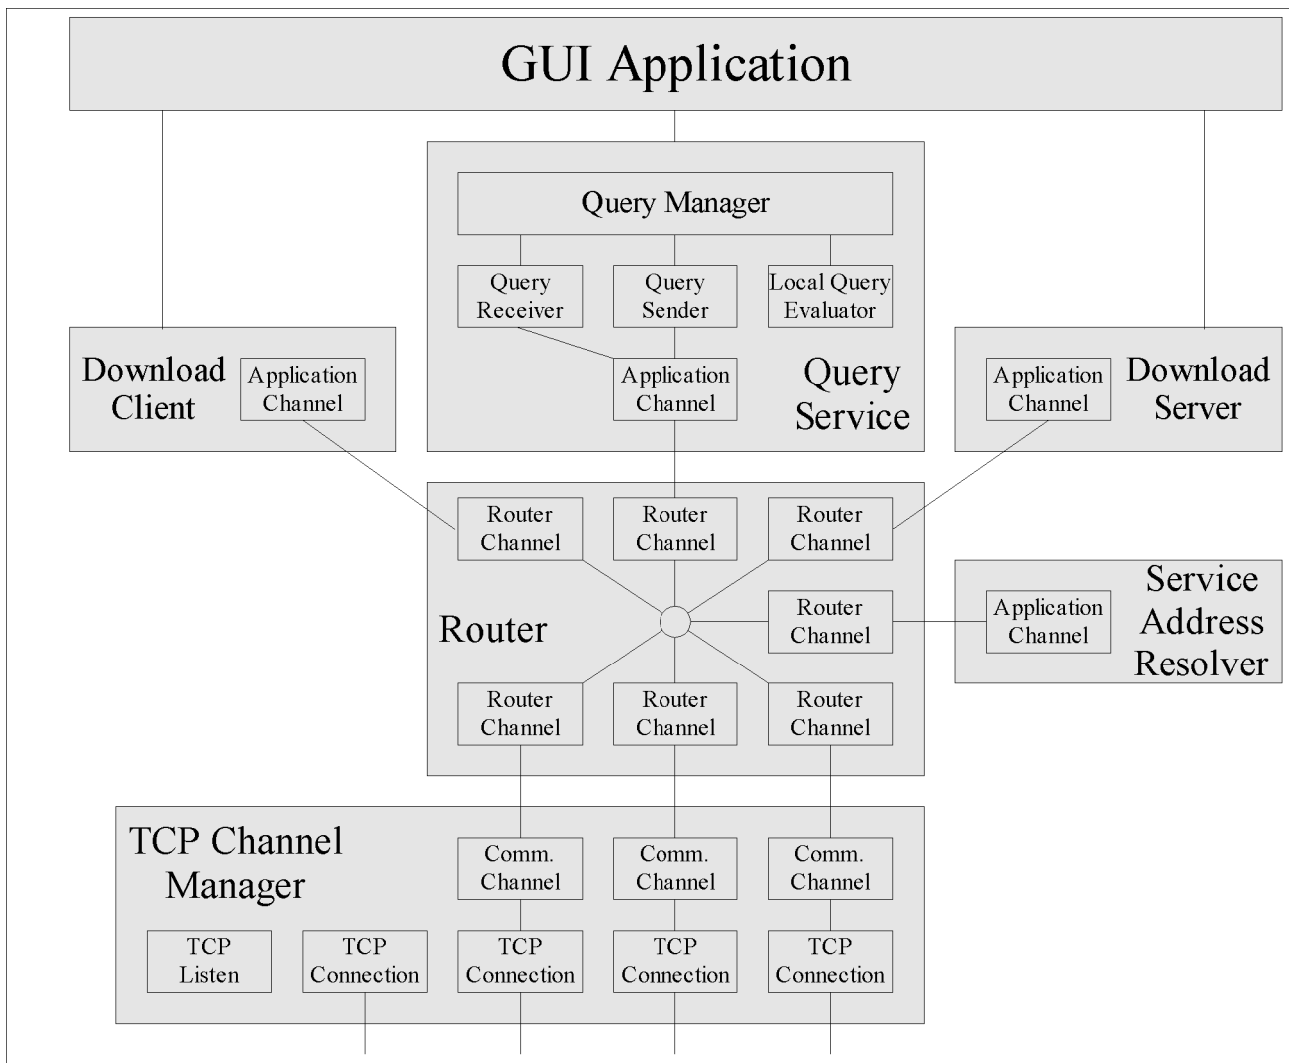 GUI Application
Query Manager
Query
Receiver
Query
Sender
Local Query
Evaluator
Download
Client
Application
Channel
Application
Channel
Query
Service
Application
Channel
Download
Server
Router
Channel
Router
Channel
Router
Channel
Router
Router
Channel
Application
Channel
Service
Address
Resolver
Router
Channel
Router
Channel
Router
Channel
TCP Channel
Manager
Comm.
Channel
Comm.
Channel
Comm.
Channel
TCP
Listen
TCP
Connection
TCP
Connection
TCP
Connection
TCP
Connection